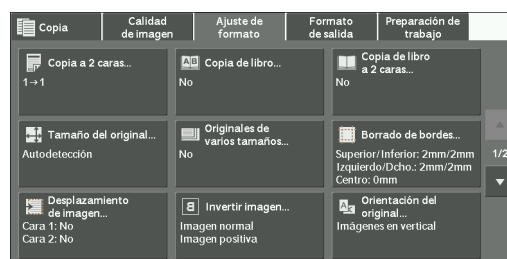 Copia
Calidad
de imagen
Ajuste de
formato
Formato
de salida
Preparación de
trabajo
Copia a 2 caras...
1→1
Copia de libro...
No
Copia de libro
a 2 caras...
No
Tamaño del original...
Autodetección
Originales de
varios tamaños...
No
Borrado de bordes...
Superior/Inferior: 2mm/2mm
Izquierdo/Dcho.: 2mm/2mm
Centro: 0mm
1/2
Desplazamiento
de imagen...
Cara 1: No
Cara 2: No
Invertir imagen...
Imagen normal
Imagen positiva
Orientación del
original...
Imágenes en vertical